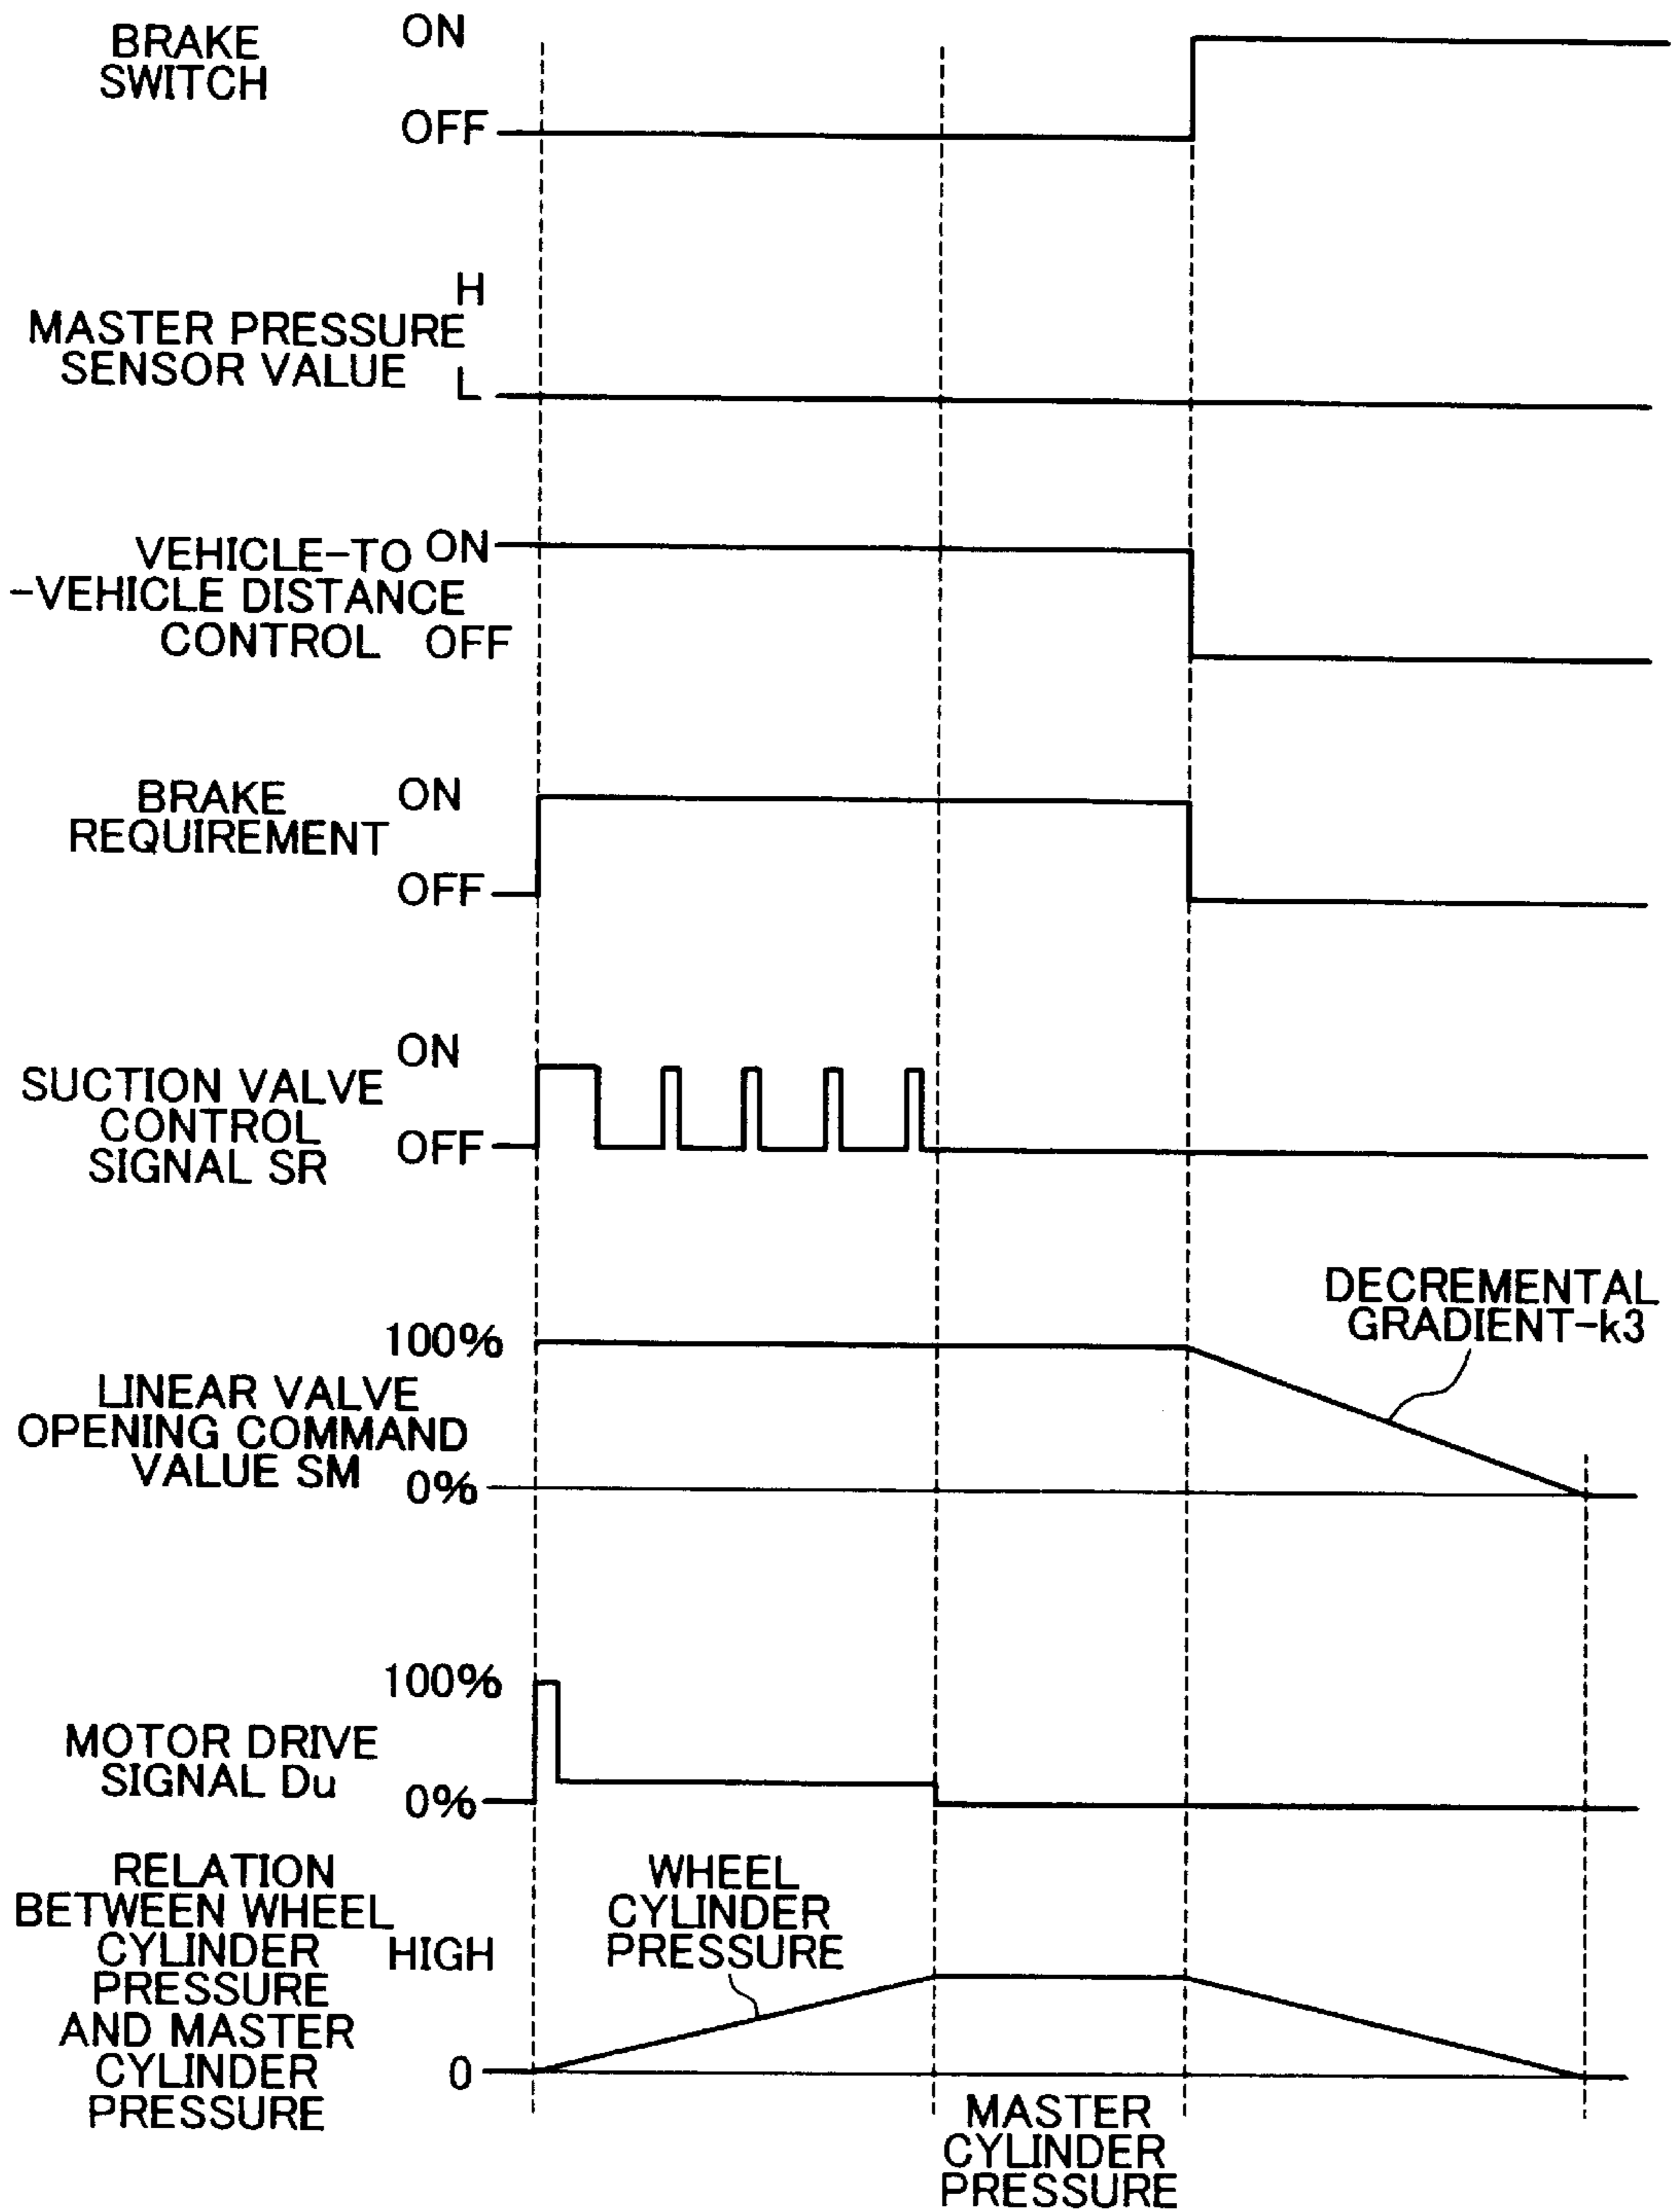 BRAKE
SWITCH
ON
OFF
H
MASTER PRESSURE
SENSOR VALUE
L
VEHICLE-TO
-VEHICLE DISTANCE
CONTROL
ON
OFF
BRAKE
REQUIREMENT
ON
OFF
SUCTION VALVE
CONTROL
SIGNAL SR
ON
OFF
DECREMENTAL
GRADIENT-k3
100%
LINEAR VALVE
OPENING COMMAND
VALUE SM
0%
100%
MOTOR DRIVE
SIGNAL Du
0%
RELATION
BETWEEN WHEEL
CYLINDER
PRESSURE
AND MASTER
CYLINDER
PRESSURE
HIGH
0
WHEEL
CYLINDER
PRESSURE
MASTER
CYLINDER
PRESSURE